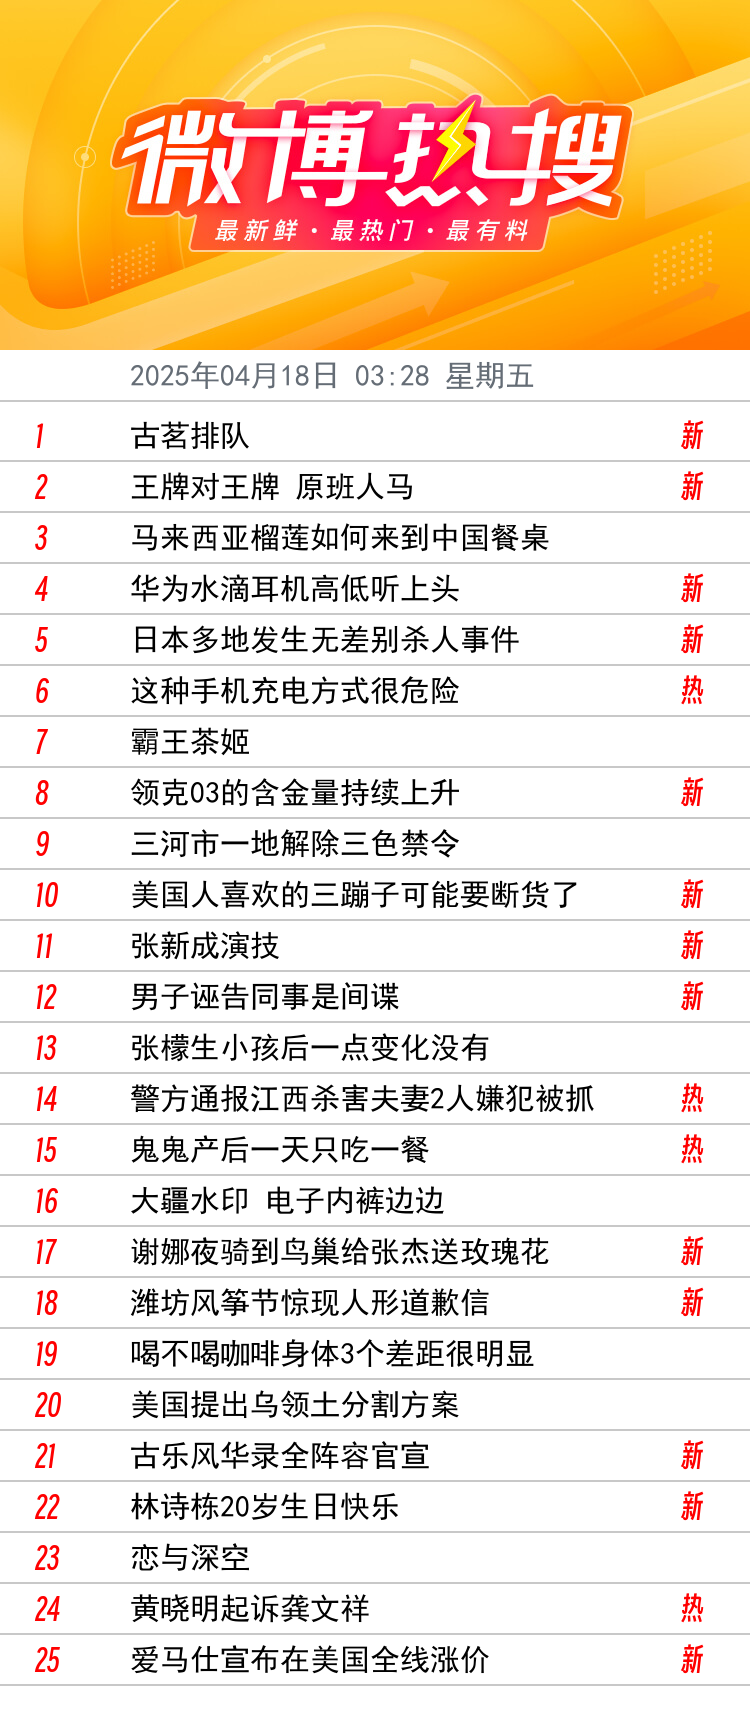 微博热搜
最新鲜·最热门·最有料
2025年04月18日 03:28 星期五
1 古茗排队 新
2 王牌对王牌 原班人马 新
3 马来西亚榴莲如何来到中国餐桌
4 华为水滴耳机高低听上头 新
5 日本多地发生无差别杀人事件 新
6 这种手机充电方式很危险 热
7 霸王茶姬
8 领克03的含金量持续上升 新
9 三河市一地解除三色禁令
10 美国人喜欢的三蹦子可能要断货了 新
11 张新成演技 新
12 男子诬告同事是间谍 新
13 张檬生小孩后一点变化没有
14 警方通报江西杀害夫妻2人嫌犯被抓 热
15 鬼鬼产后一天只吃一餐 热
16 大疆水印 电子内裤边边
17 谢娜夜骑到鸟巢给张杰送玫瑰花 新
18 潍坊风筝节惊现人形道歉信 新
19 喝不喝咖啡身体3个差距很明显
20 美国提出乌领土分割方案
21 古乐风华录全阵容官宣 新
22 林诗栋20岁生日快乐 新
23 恋与深空
24 黄晓明起诉龚文祥 热
25 爱马仕宣布在美国全线涨价 新